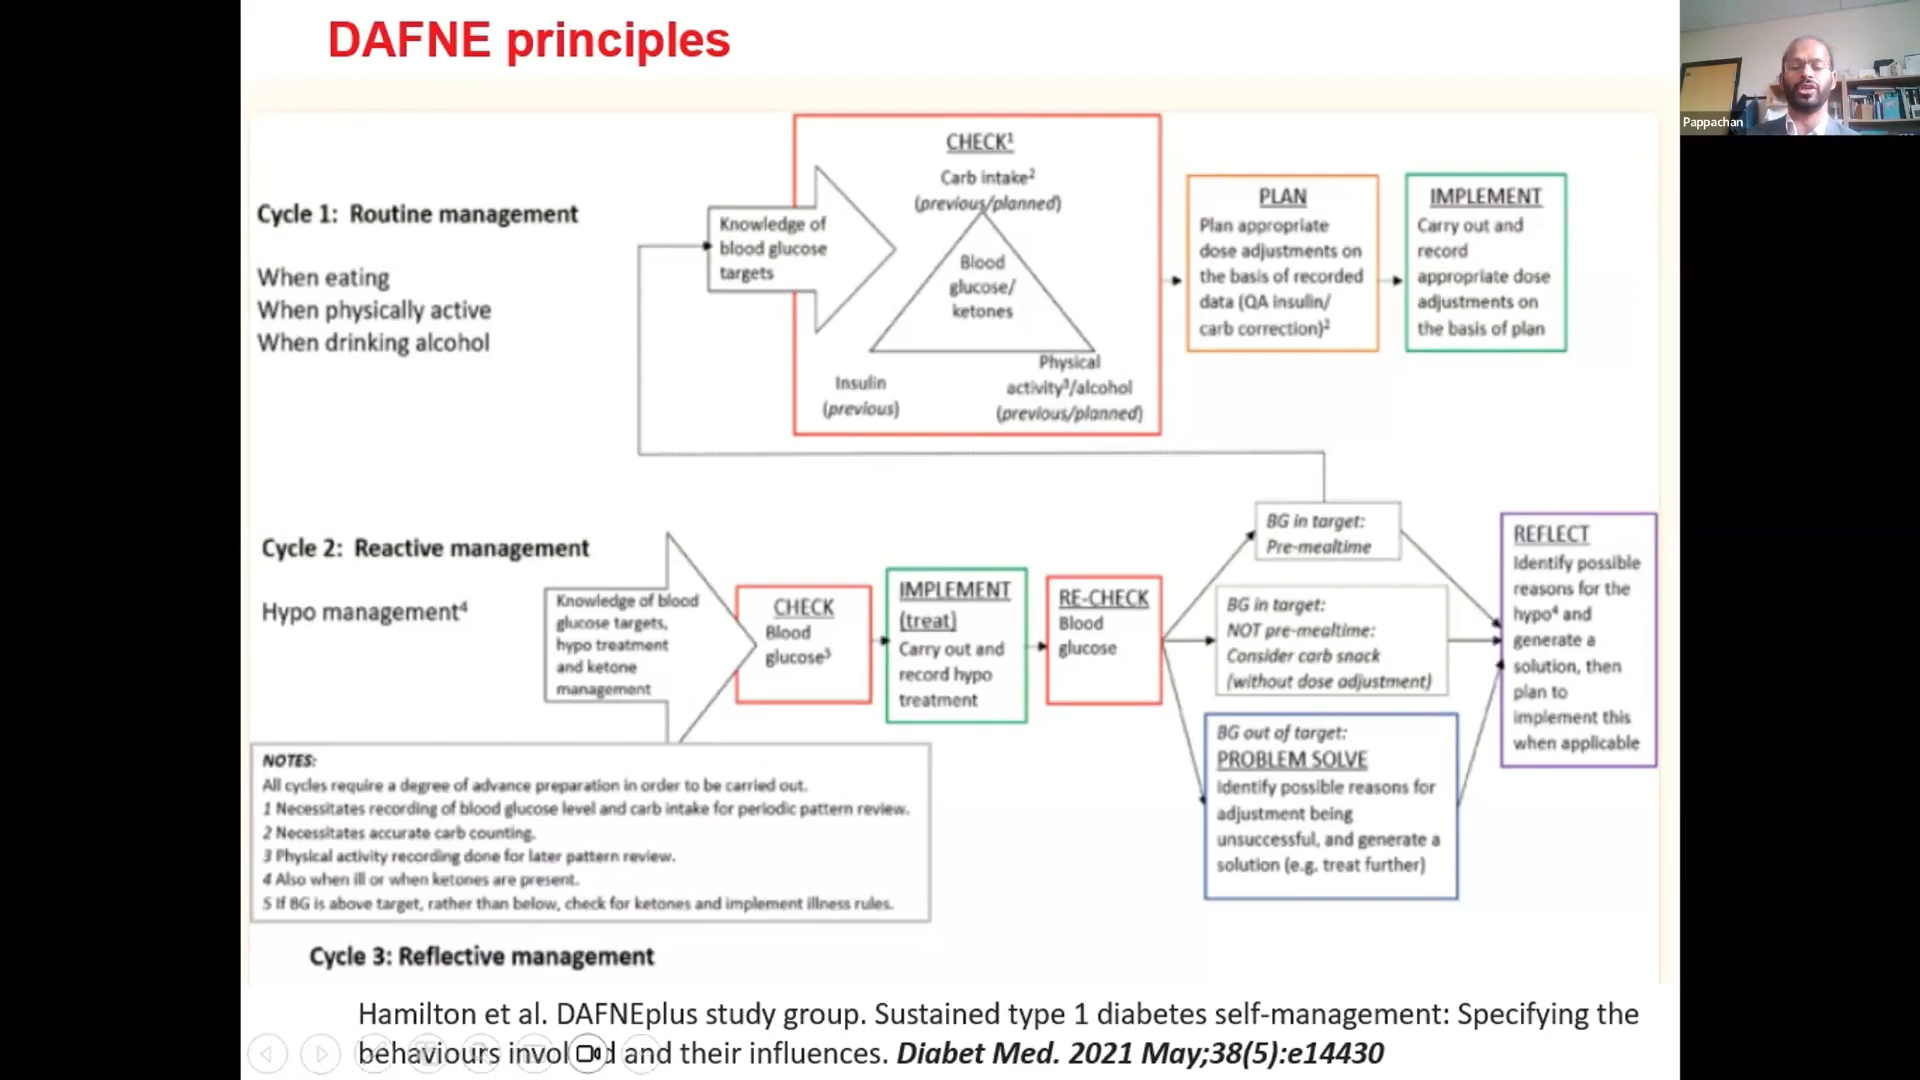 DAFNE principles
Pappachan
Cycle 1: Routine management
When eating
When physically active
When drinking alcohol
Knowledge of
blood glucose
targets
CHECK¹
Carb intake²
(previous/planned)
Blood
glucose/
ketones
Insulin
(previous)
Physical
activity³/alcohol
(previous/planned)
PLAN
Plan appropriate
dose adjustments on
the basis of recorded
data (QA insulin/
carb correction)²
IMPLEMENT
Carry out and
record
appropriate dose
adjustments on
the basis of plan
Cycle 2: Reactive management
Hypo management⁴
Knowledge of blood
glucose targets,
hypo treatment
and ketone
management
CHECK
Blood
glucose⁵
IMPLEMENT
(treat)
Carry out and
record hypo
treatment
RE-CHECK
Blood
glucose
BG in target:
Pre-mealtime
BG in target:
NOT pre-mealtime:
Consider carb snack
(without dose adjustment)
BG out of target:
PROBLEM SOLVE
Identify possible reasons for
adjustment being
unsuccessful, and generate a
solution (e.g. treat further)
REFLECT
Identify possible
reasons for the
hypo⁴ and
generate a
solution, then
plan to
implement this
when applicable
NOTES:
All cycles require a degree of advance preparation in order to be carried out.
1 Necessitates recording of blood glucose level and carb intake for periodic pattern review.
2 Necessitates accurate carb counting.
3 Physical activity recording done for later pattern review.
4 Also when ill or when ketones are present.
5 If BG is above target, rather than below, check for ketones and implement illness rules.
Cycle 3: Reflective management
Hamilton et al. DAFNEplus study group. Sustained type 1 diabetes self-management: Specifying the
behaviours involved and their influences. Diabet Med. 2021 May;38(5):e14430